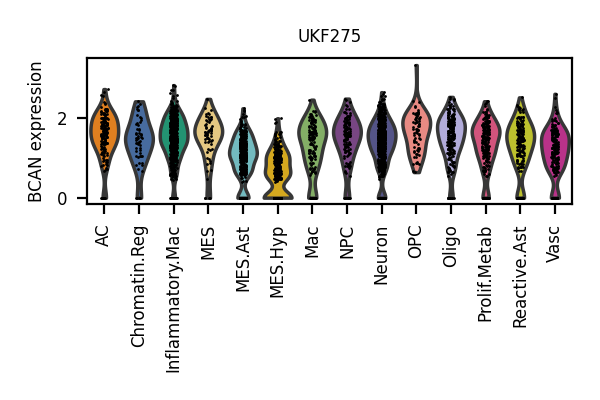 UKF275
BCAN expression
2
0
AC
Chromatin.Reg
Inflammatory.Mac
MES
MES.Ast
MES.Hyp
Mac
NPC
Neuron
OPC
Oligo
Prolif.Metab
Reactive.Ast
Vasc